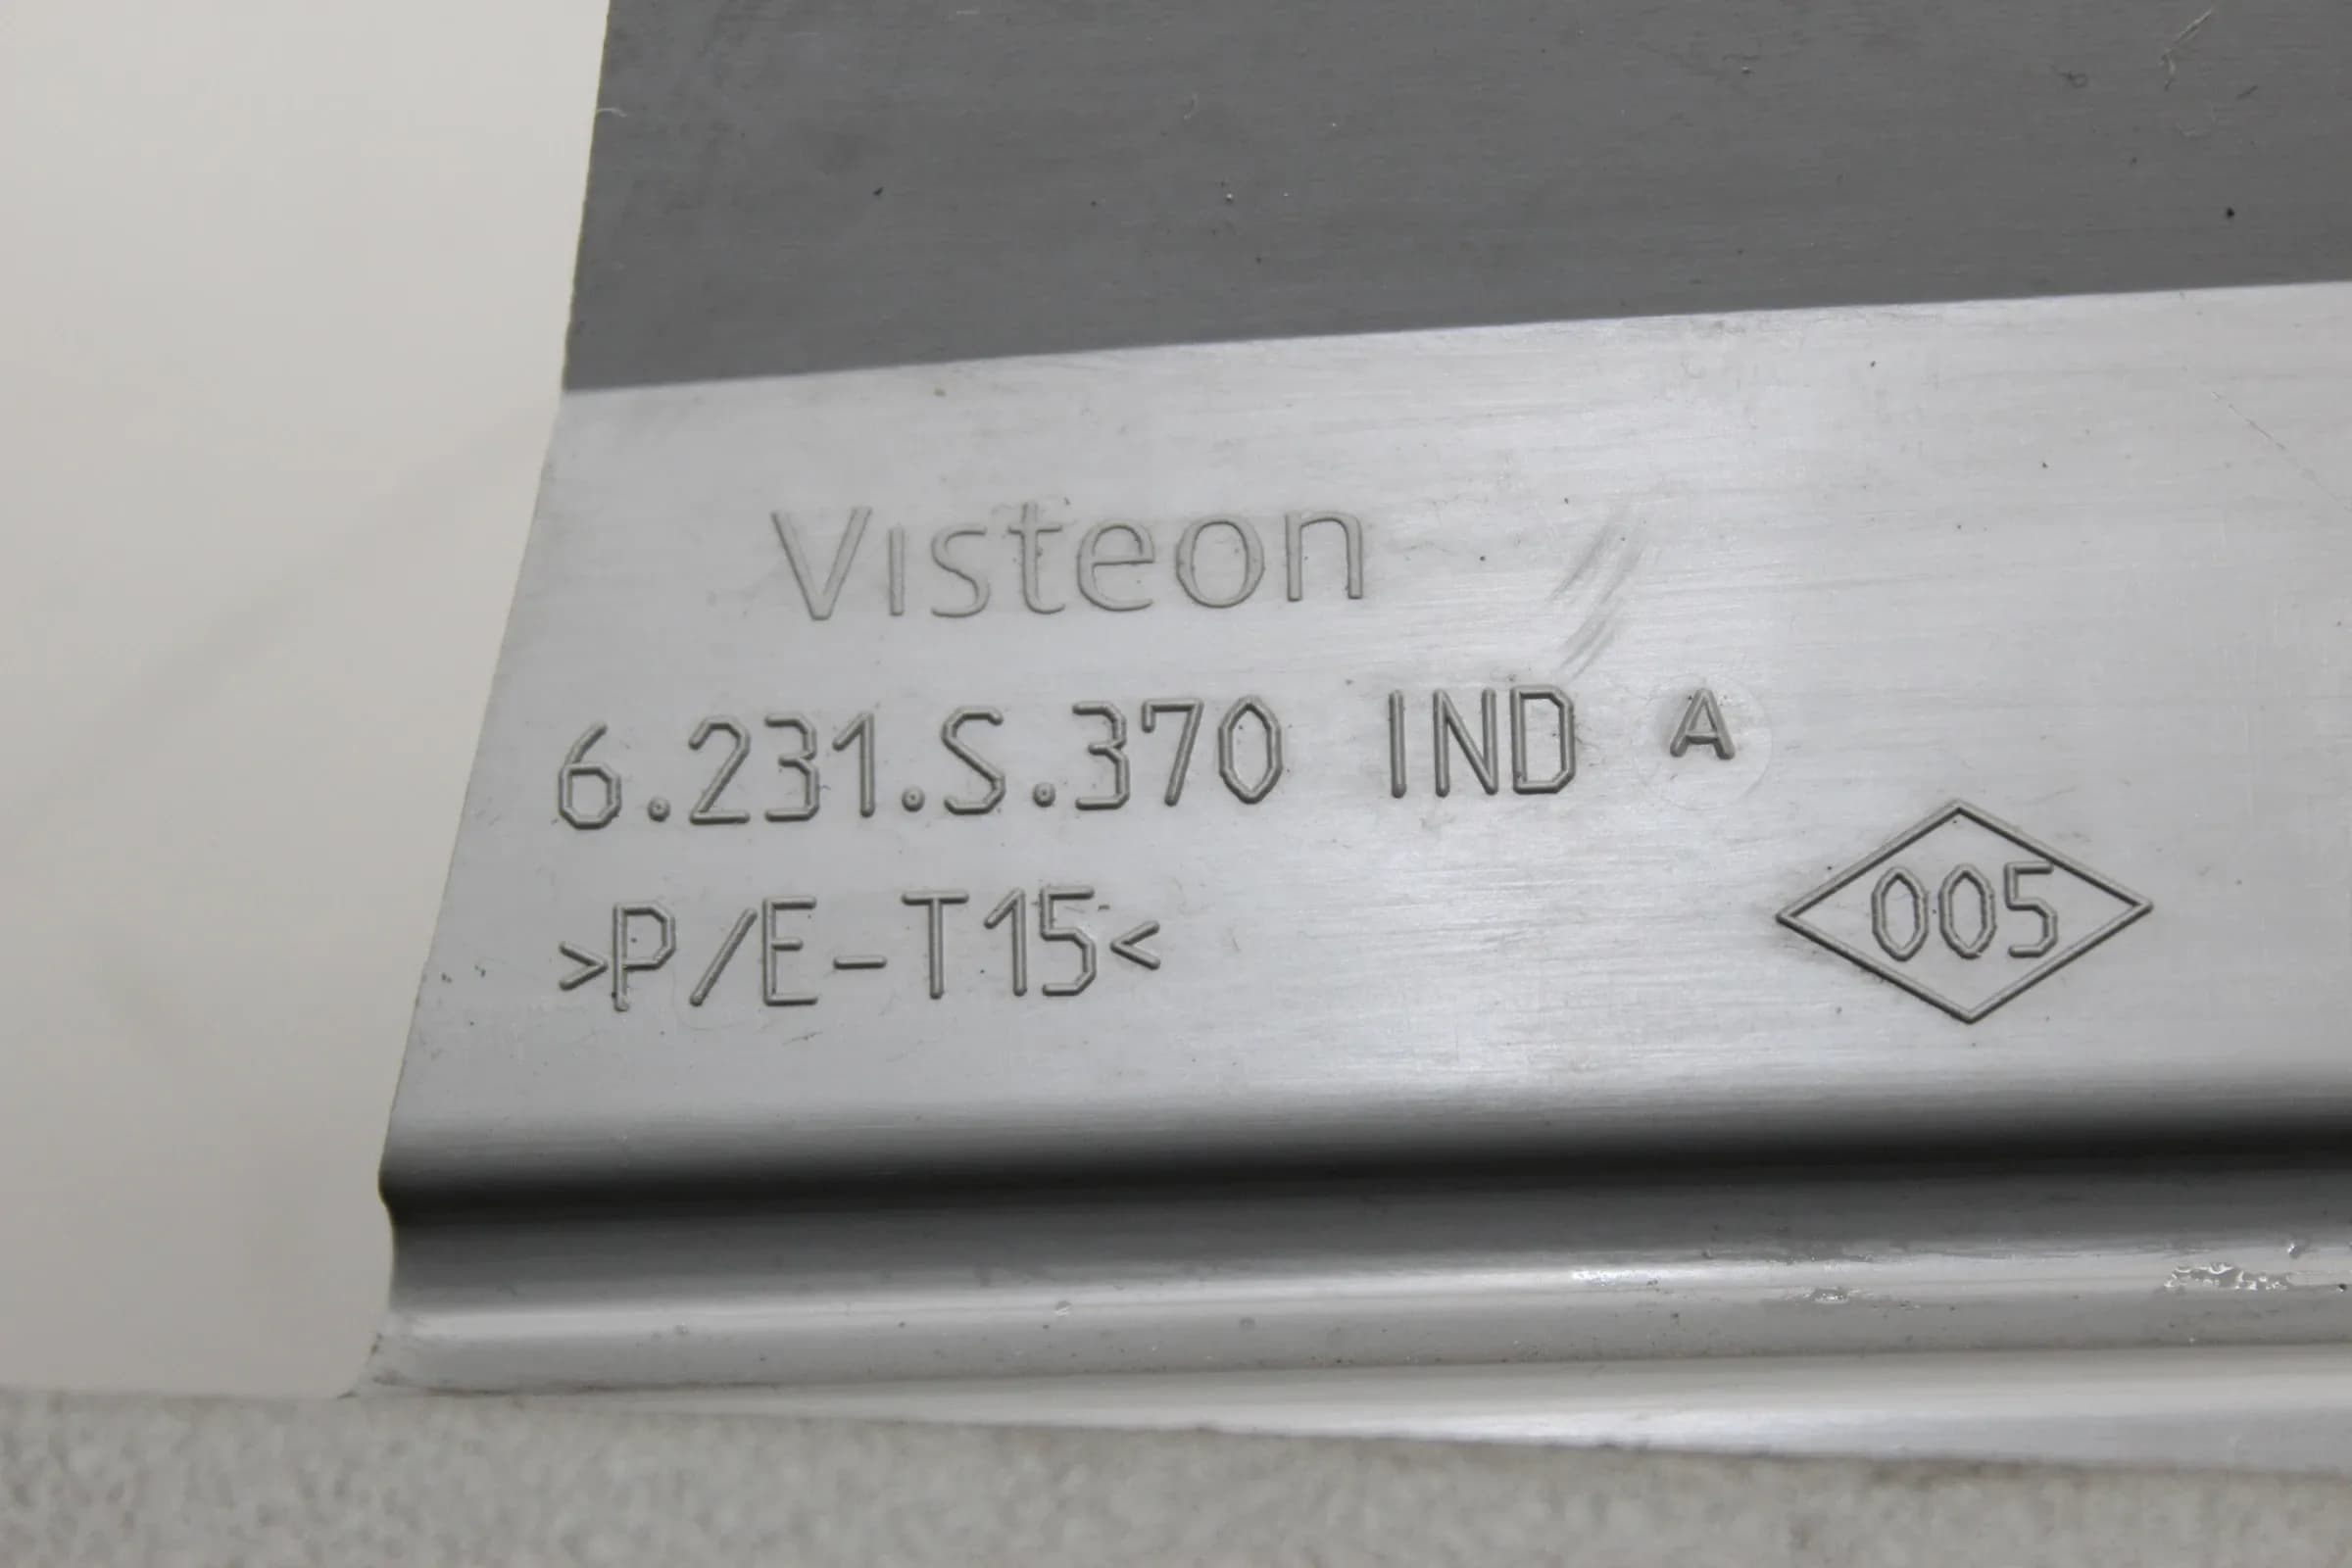 Visteon
6.231.S.370 IND A
>P/E-T15<
005